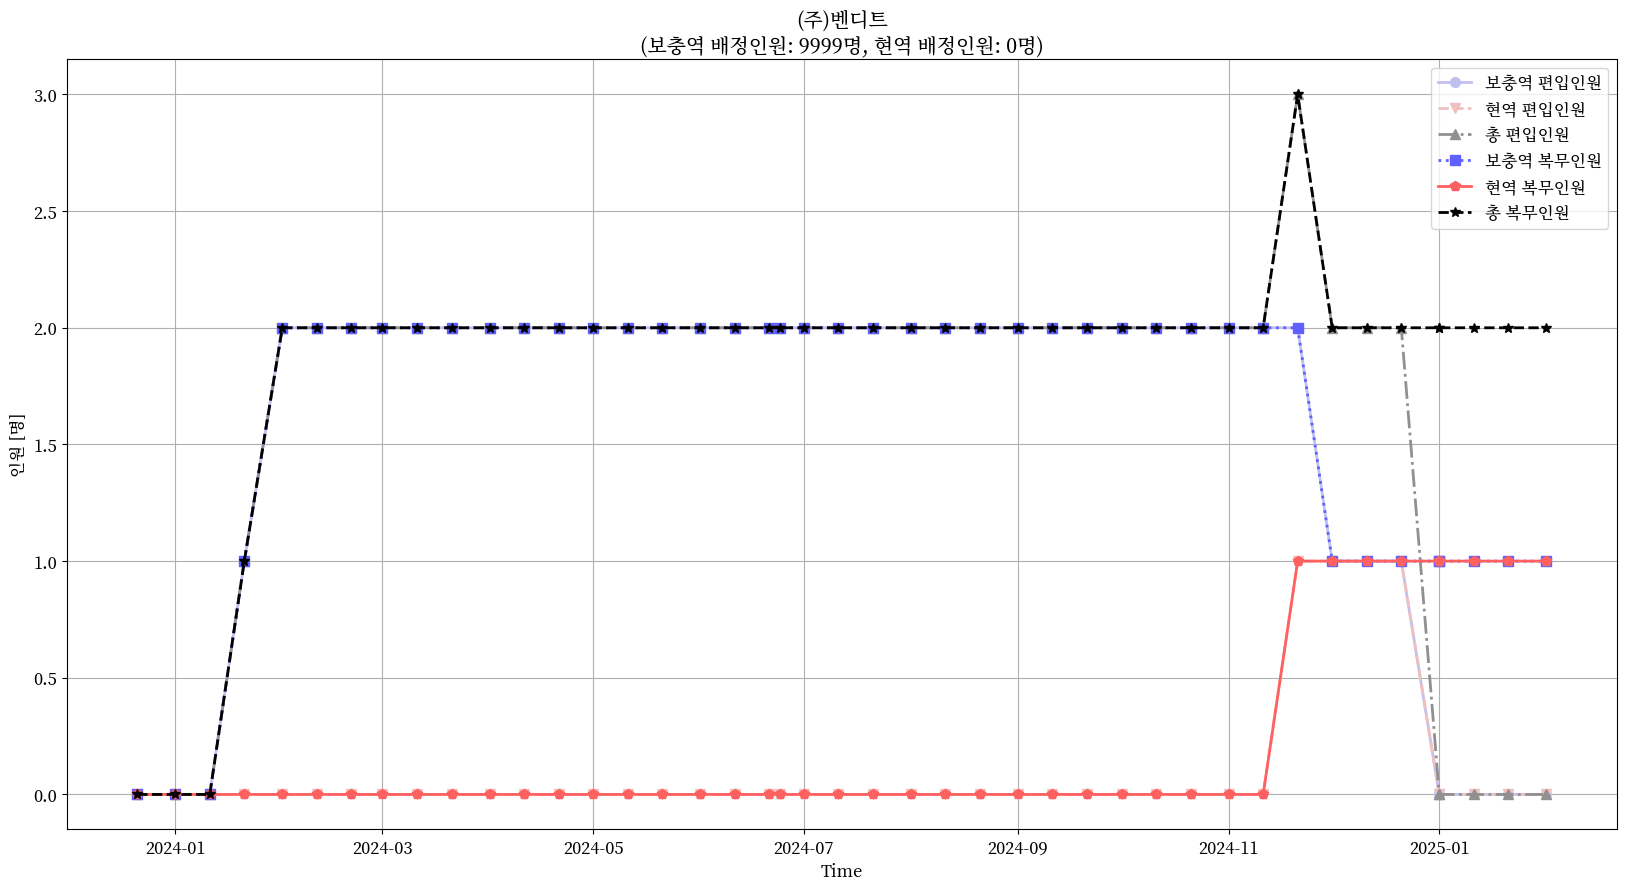 (주)벤디트
(보충역 배정인원: 9999명, 현역 배정인원: 0명)
보충역 편입인원
현역 편입인원
총 편입인원
보충역 복무인원
현역 복무인원
총 복무인원
인원 [명]
3.0
2.5
2.0
1.5
1.0
0.5
0.0
2024-01 2024-03 2024-05 2024-07 2024-09 2024-11 2025-01
Time